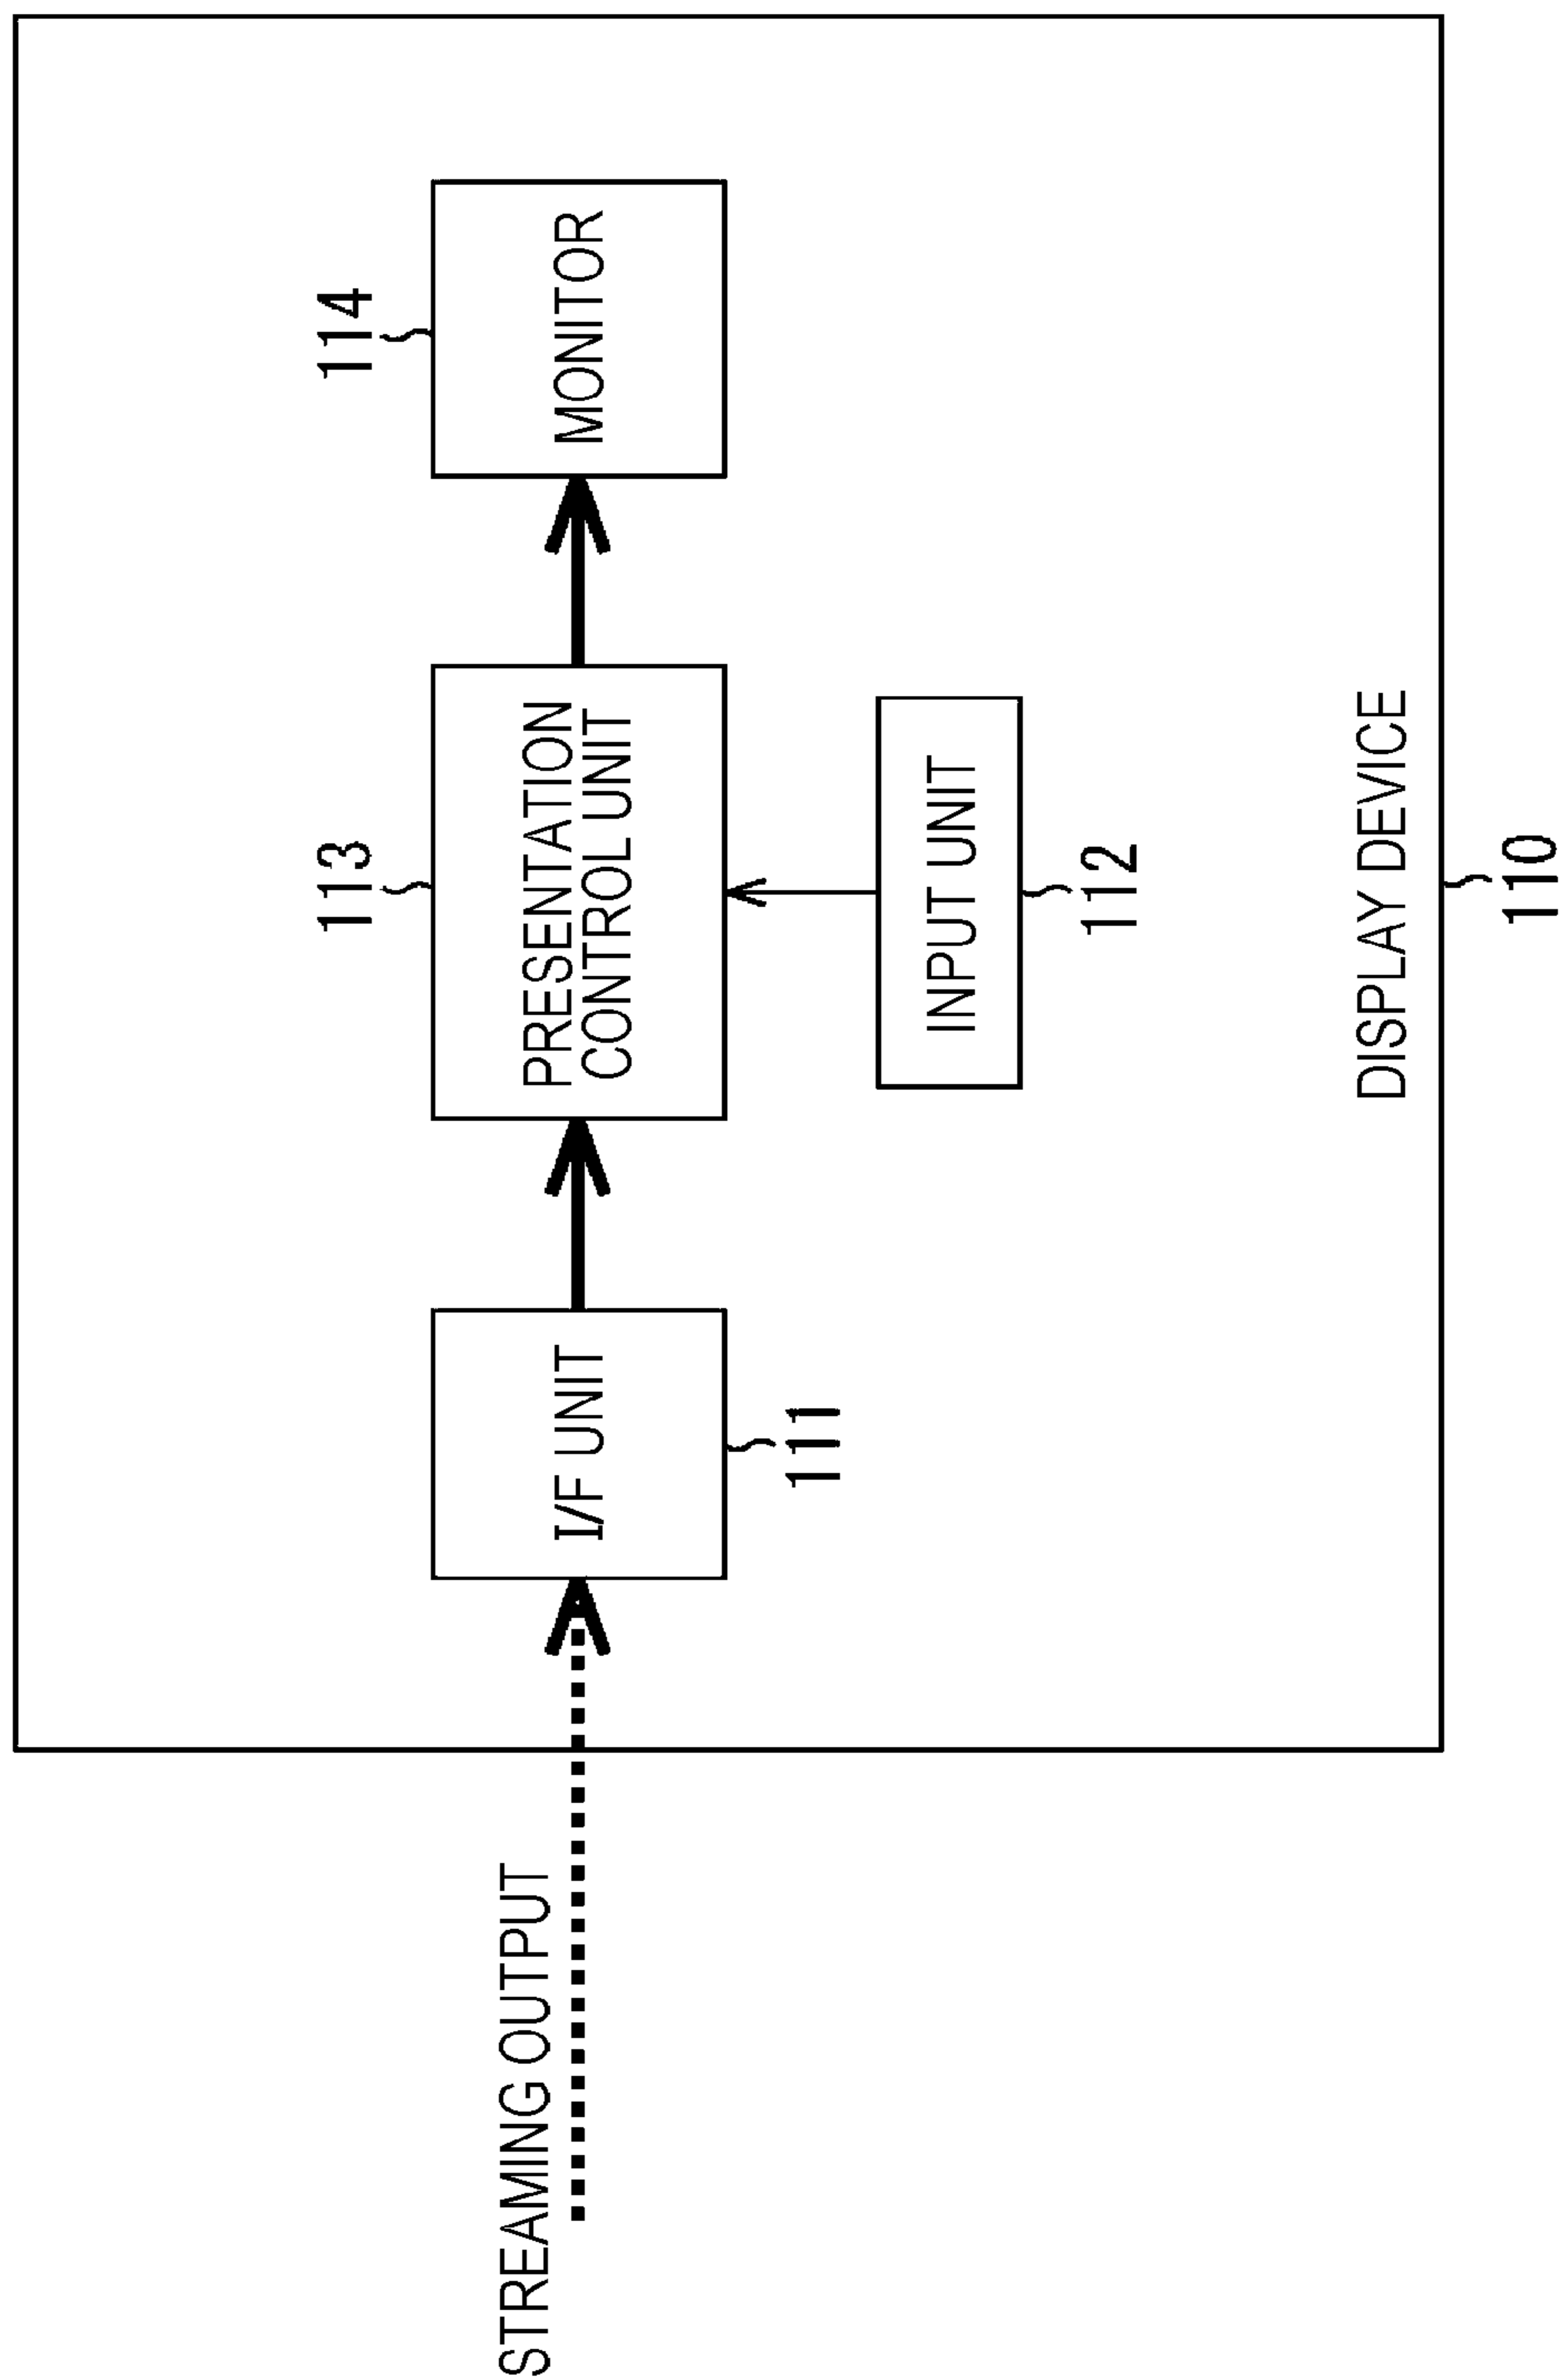 STREAMING OUTPUT
I/F UNIT
111
113
PRESENTATION
CONTROL UNIT
INPUT UNIT
112
114
MONITOR
DISPLAY DEVICE
110